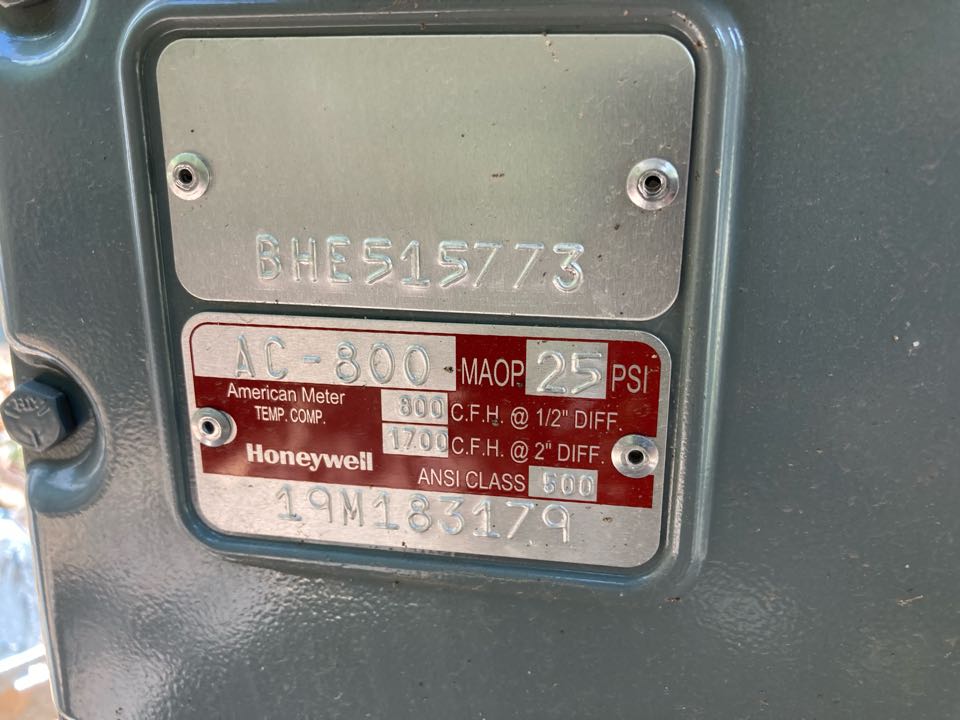 BHE515773
AC-800 MAOP 25 PSI
American Meter 800 C.F.H. @ 1/2" DIFF.
TEMP. COMP.
1700 C.F.H. @ 2" DIFF.
Honeywell
ANSI CLASS 500
19M183179